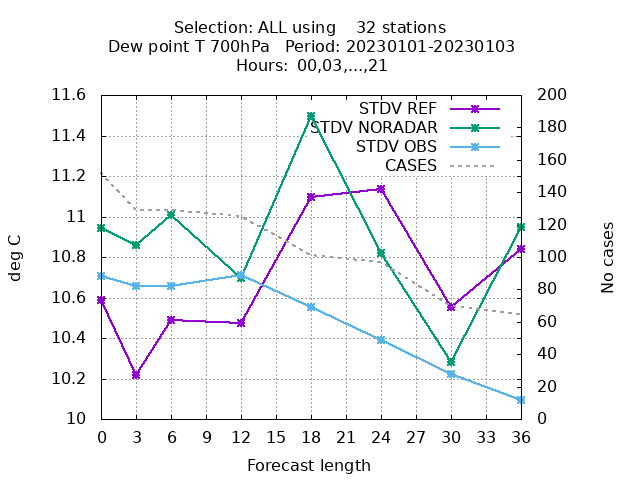 Selection: ALL using    32 stations
Dew point T 700hPa   Period: 20230101-20230103
Hours: 00,03,...,21
11.6
11.4
11.2
11
10.8
10.6
10.4
10.2
10
200
180
160
140
120
100
80
60
40
20
0
STDV REF
STDV NORADAR
STDV OBS
CASES
deg C
No cases
0 3 6 9 12 15 18 21 24 27 30 33 36
Forecast length